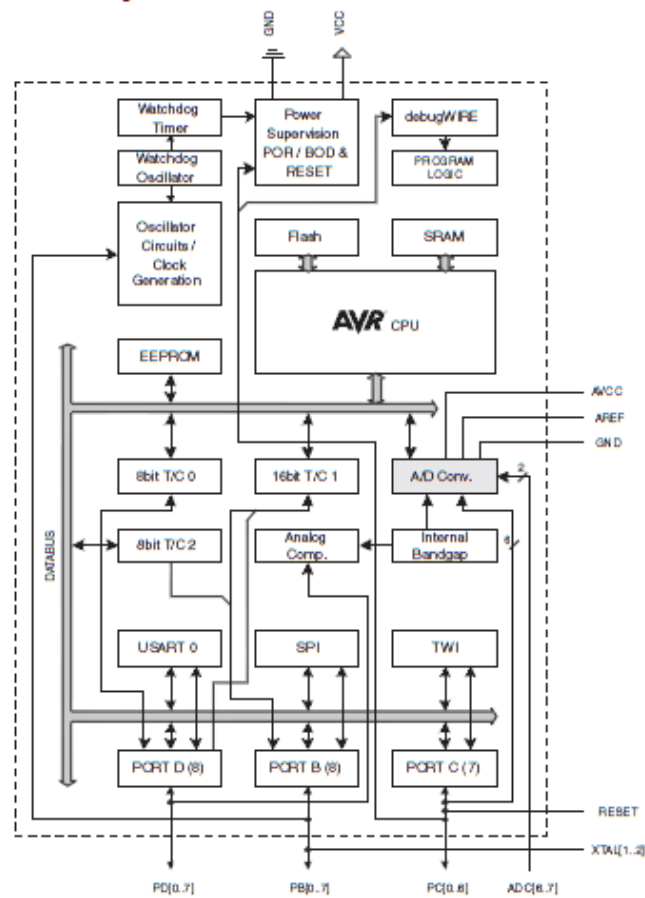 GND
VCC
Watchdog
Timer
Power
Supervision
POR / BOD &
RESET
debugWIRE
Watchdog
Oscillator
PROGRAM
LOGIC
Oscillator
Circuits /
Clock
Generation
Flash
SRAM
AVR CPU
EEPROM
AVCC
AREF
GND
8bit T/C 0
16bit T/C 1
A/D Conv.
2
DATABUS
8bit T/C 2
Analog
Comp.
Internal
Bandgap
6
USART 0
SPI
TWI
PORT D (8)
PORT B (8)
PORT C (7)
RESET
XTAL[1..2]
PD[0..7]
PB[0..7]
PC[0..6]
ADC[6..7]